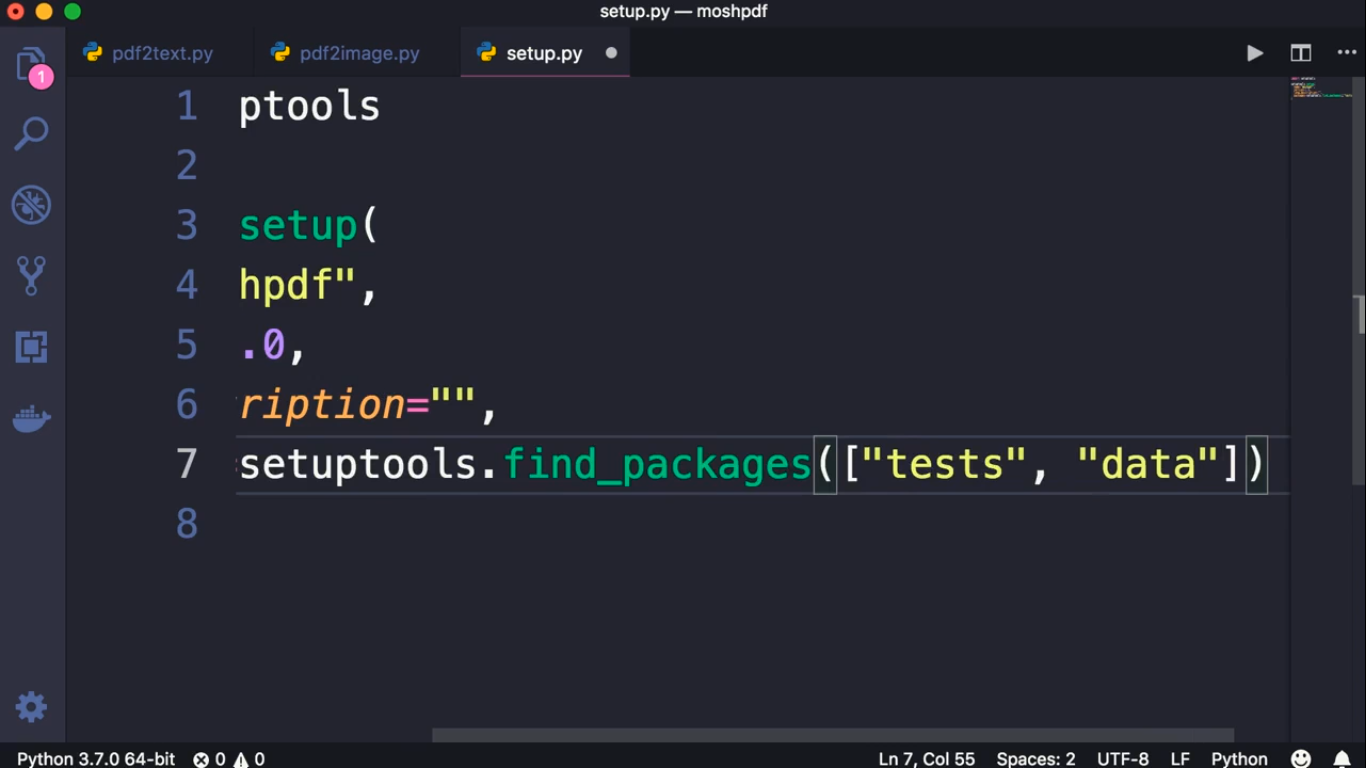 setup.py — moshpdf
pdf2text.py
pdf2image.py
setup.py
1
1 ptools
2
3 setup(
4 hpdf",
5 .0,
6 ription="",
7 setuptools.find_packages(["tests", "data"])
8
Python 3.7.0 64-bit 0 0 Ln 7, Col 55 Spaces: 2 UTF-8 LF Python